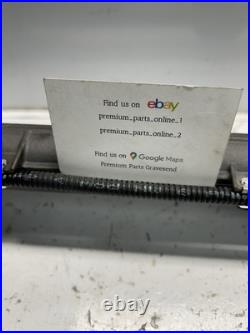 Find us on ebay
premium_parts_online_1
premium_parts_online_2
Find us on Google Maps
Premium Parts Gravesend